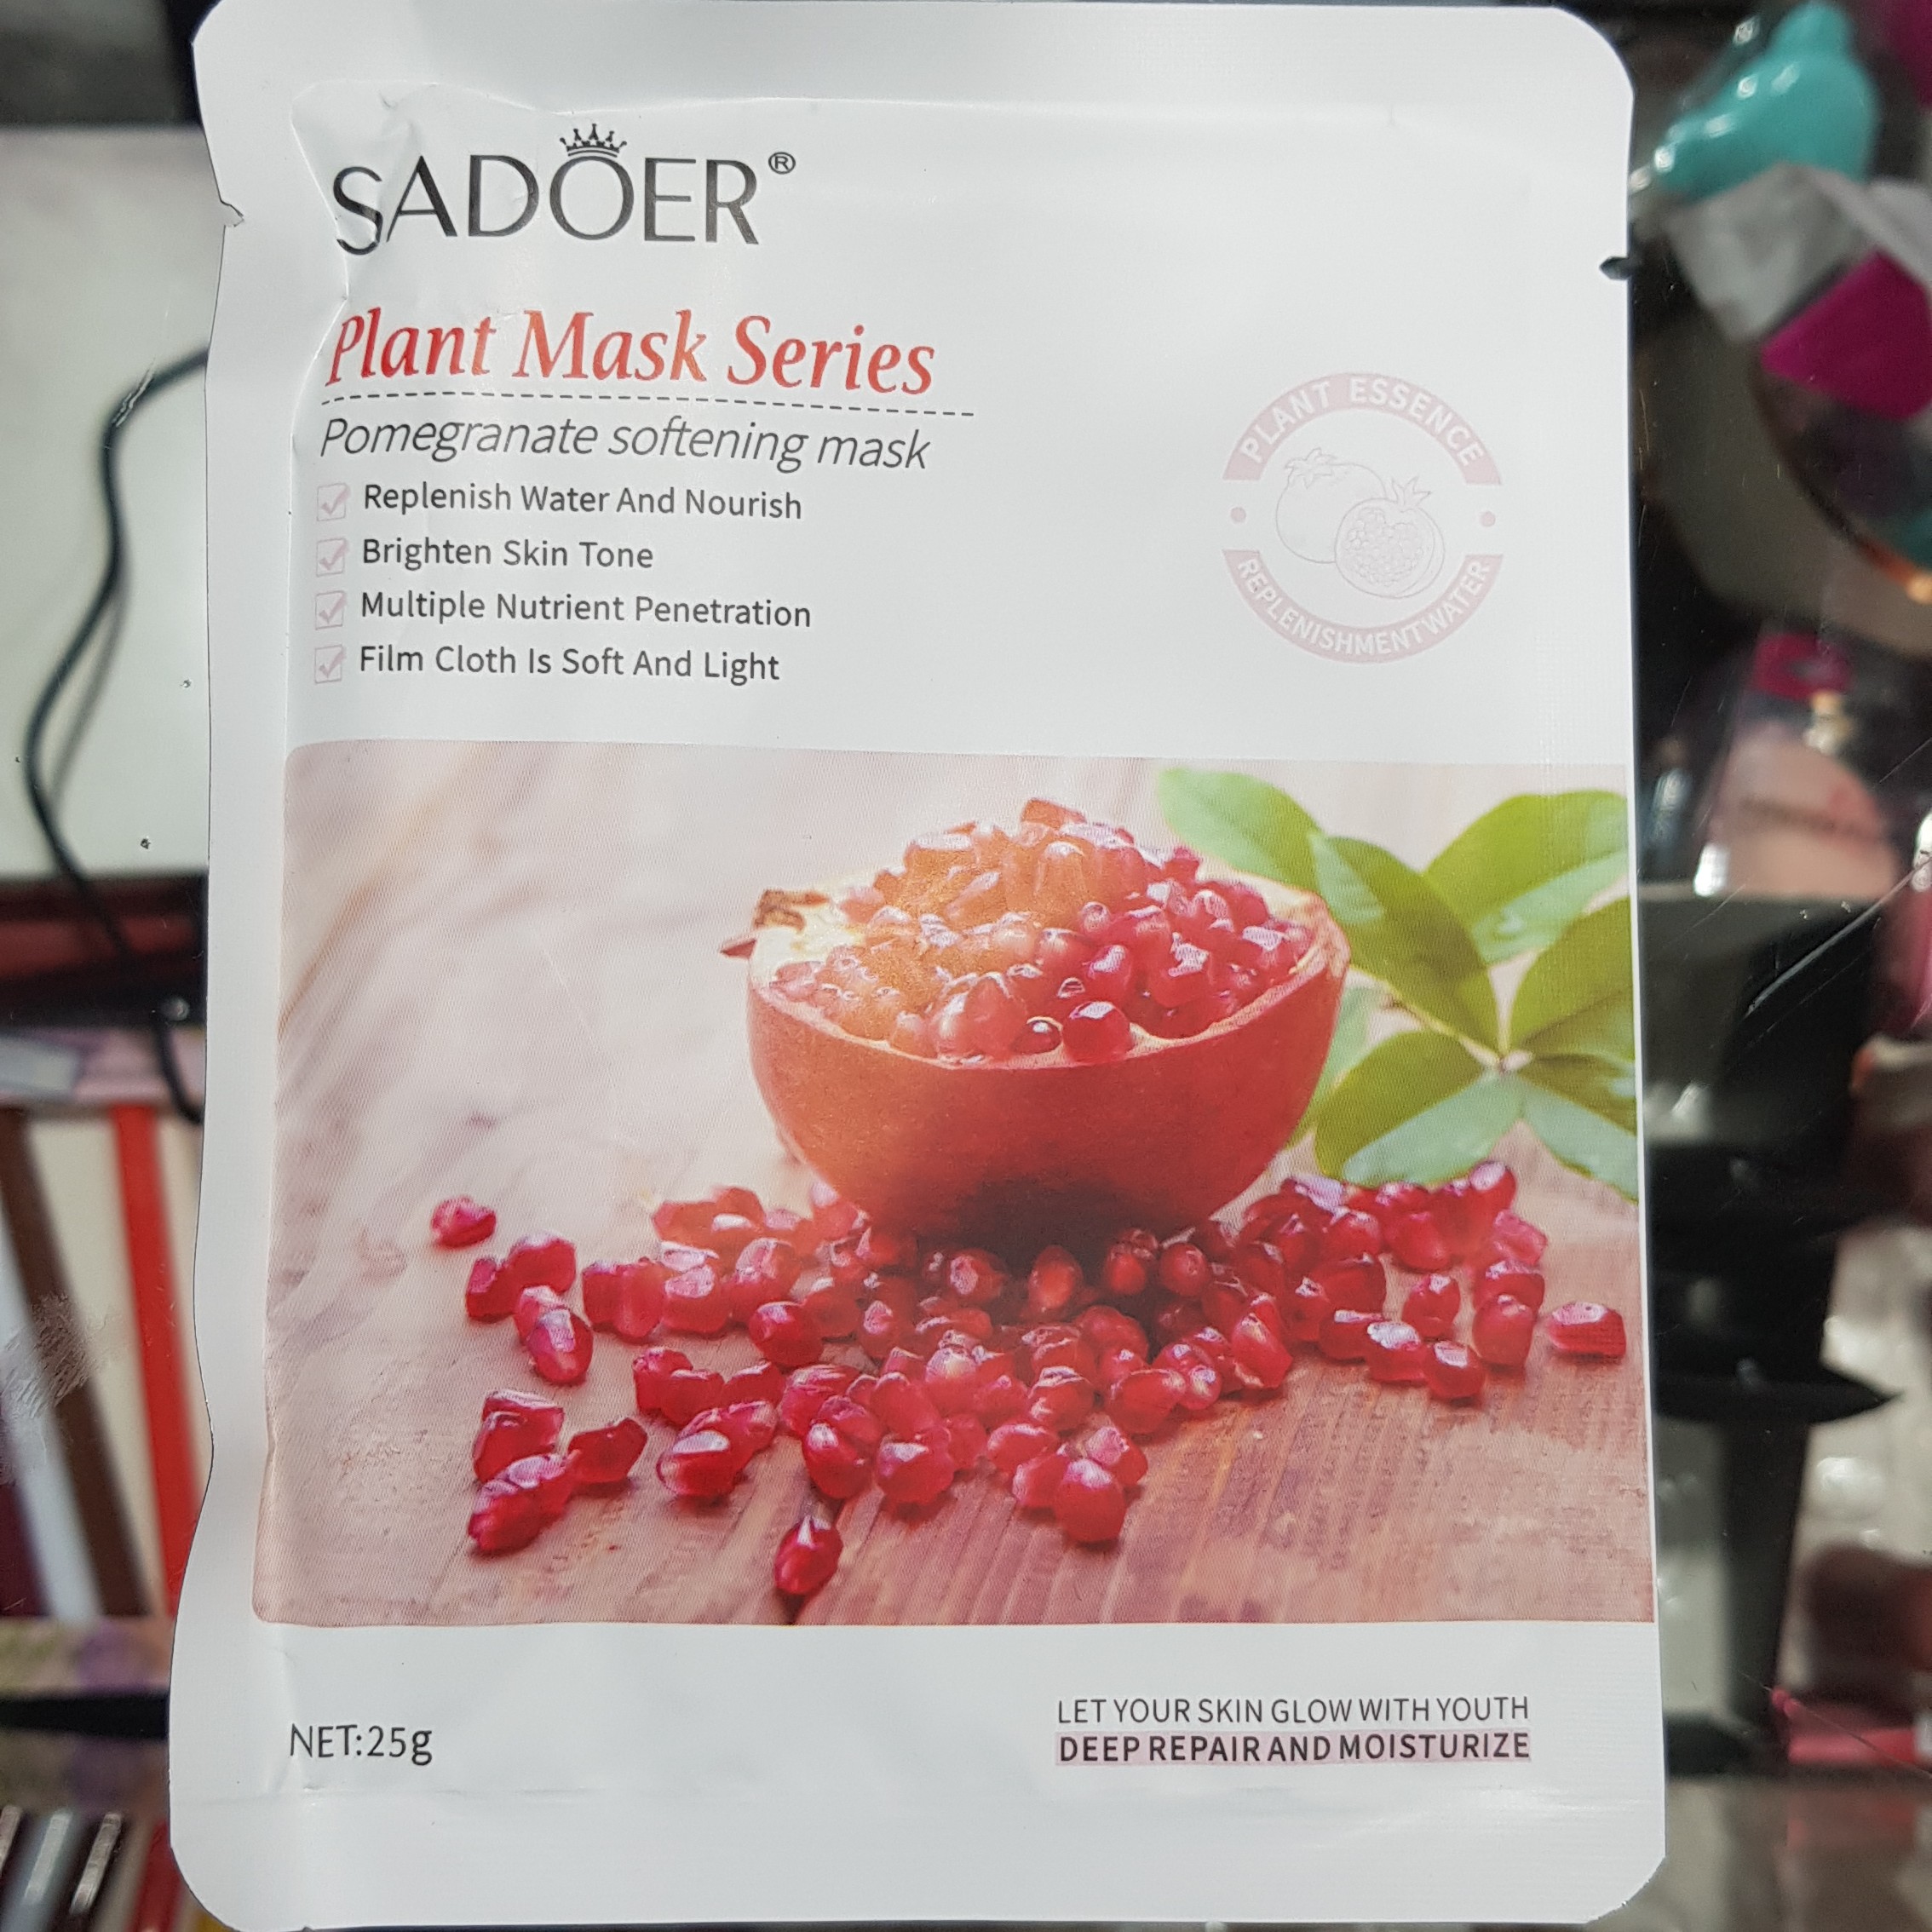 SADOER®
Plant Mask Series
Pomegranate softening mask
Replenish Water And Nourish
Brighten Skin Tone
Multiple Nutrient Penetration
Film Cloth Is Soft And Light
PLANT ESSENCE
REPLENISHMENTWATER
NET:25g
LET YOUR SKIN GLOW WITH YOUTH
DEEP REPAIR AND MOISTURIZE